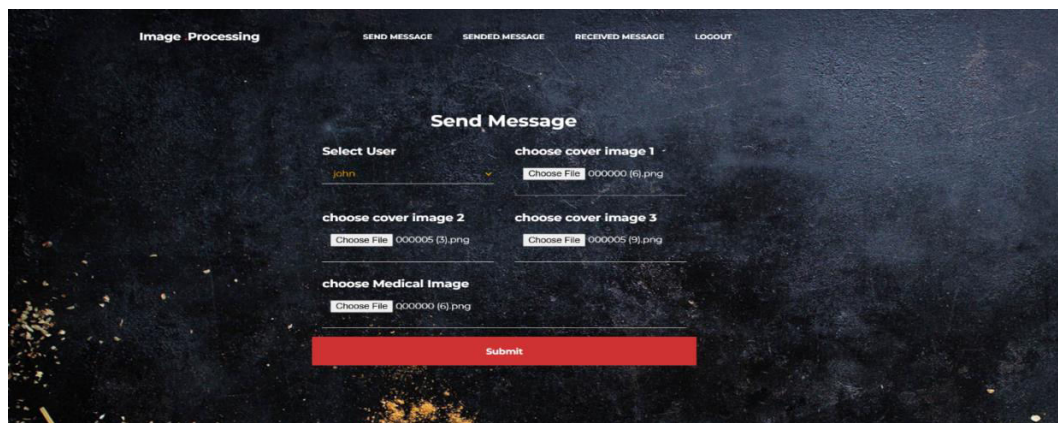 Image .Processing SEND MESSAGE SENDED MESSAGE RECEIVED MESSAGE LOGOUT
Send Message
Select User choose cover image 1
john Choose File 000000 (6).png
choose cover image 2 choose cover image 3
Choose File 000005 (3).png Choose File 000005 (9).png
choose Medical Image
Choose File 000000 (6).png
Submit